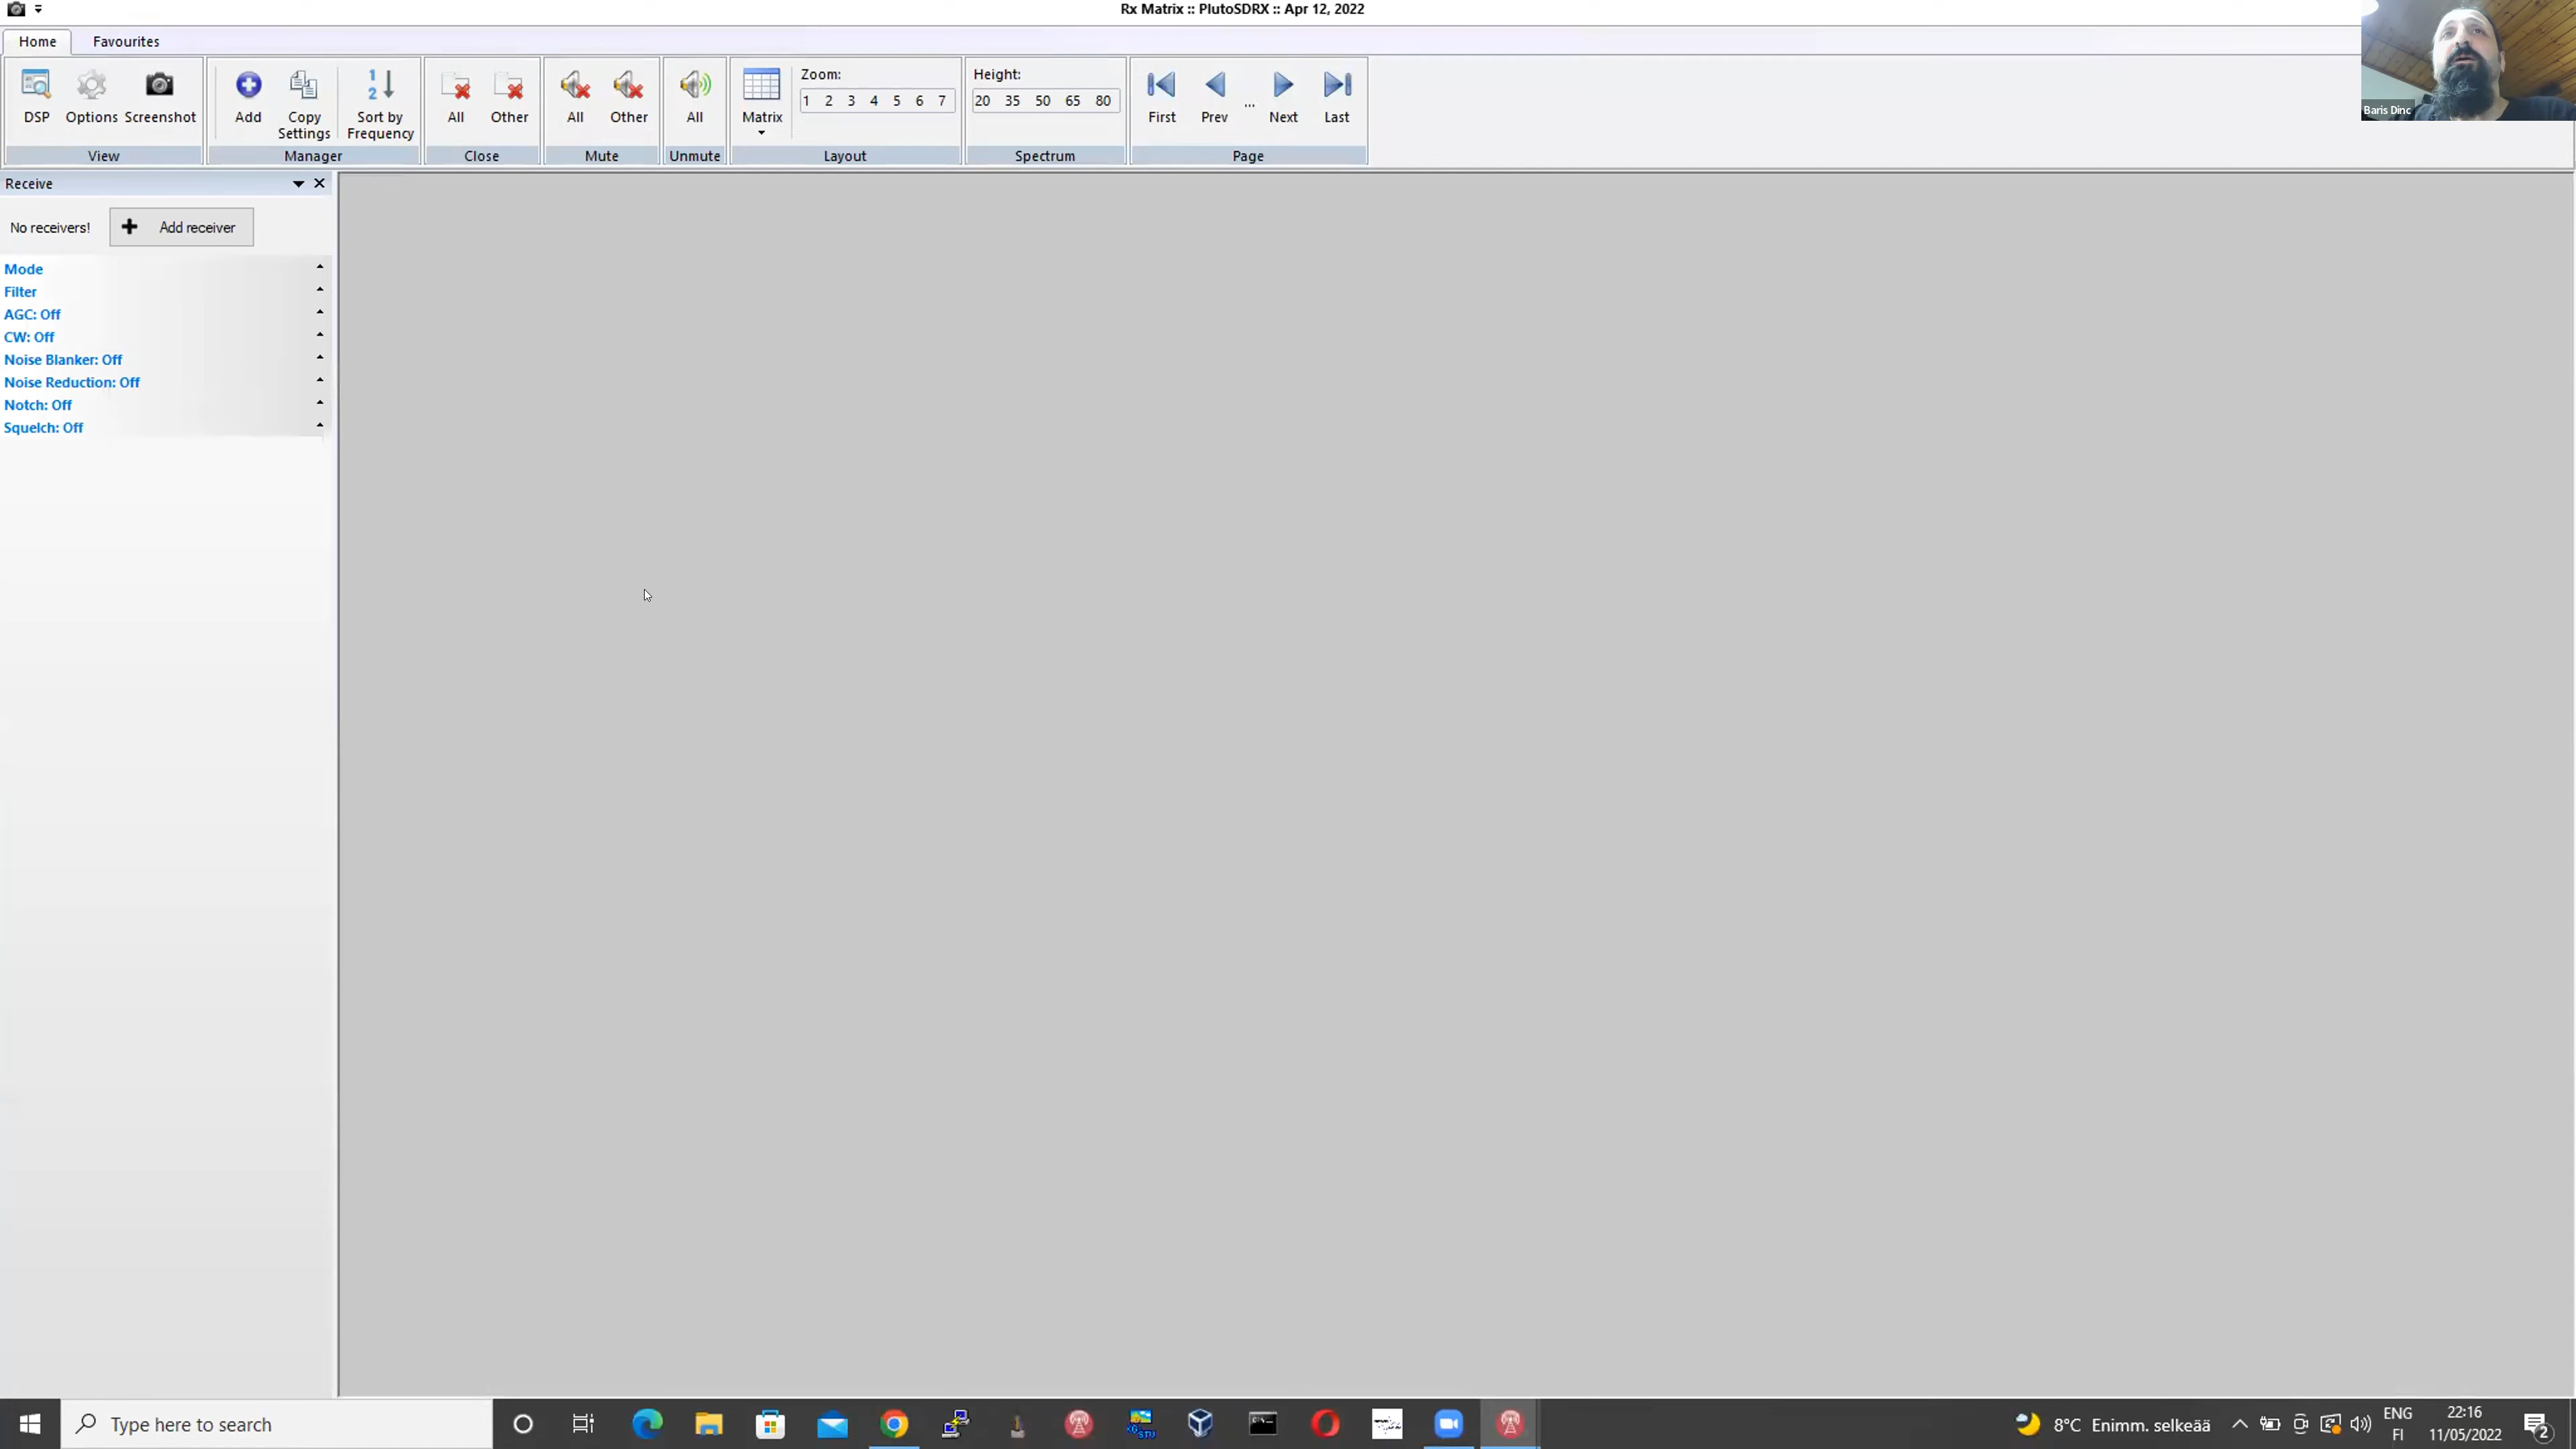 Rx Matrix :: PlutoSDRX :: Apr 12, 2022
Home Favourites
Baris Dinc
DSP Options Screenshot
View
Add Copy Settings Sort by Frequency
Manager
All Other
Close
All Other
Mute
All
Unmute
Matrix
Zoom:
1 2 3 4 5 6 7
Layout
Height:
20 35 50 65 80
Spectrum
First Prev ... Next Last
Page
Receive
No receivers! Add receiver
Mode
Filter
AGC: Off
CW: Off
Noise Blanker: Off
Noise Reduction: Off
Notch: Off
Squelch: Off
Type here to search
8°C Enimm. selkeää
ENG
FI
22:16
11/05/2022
2